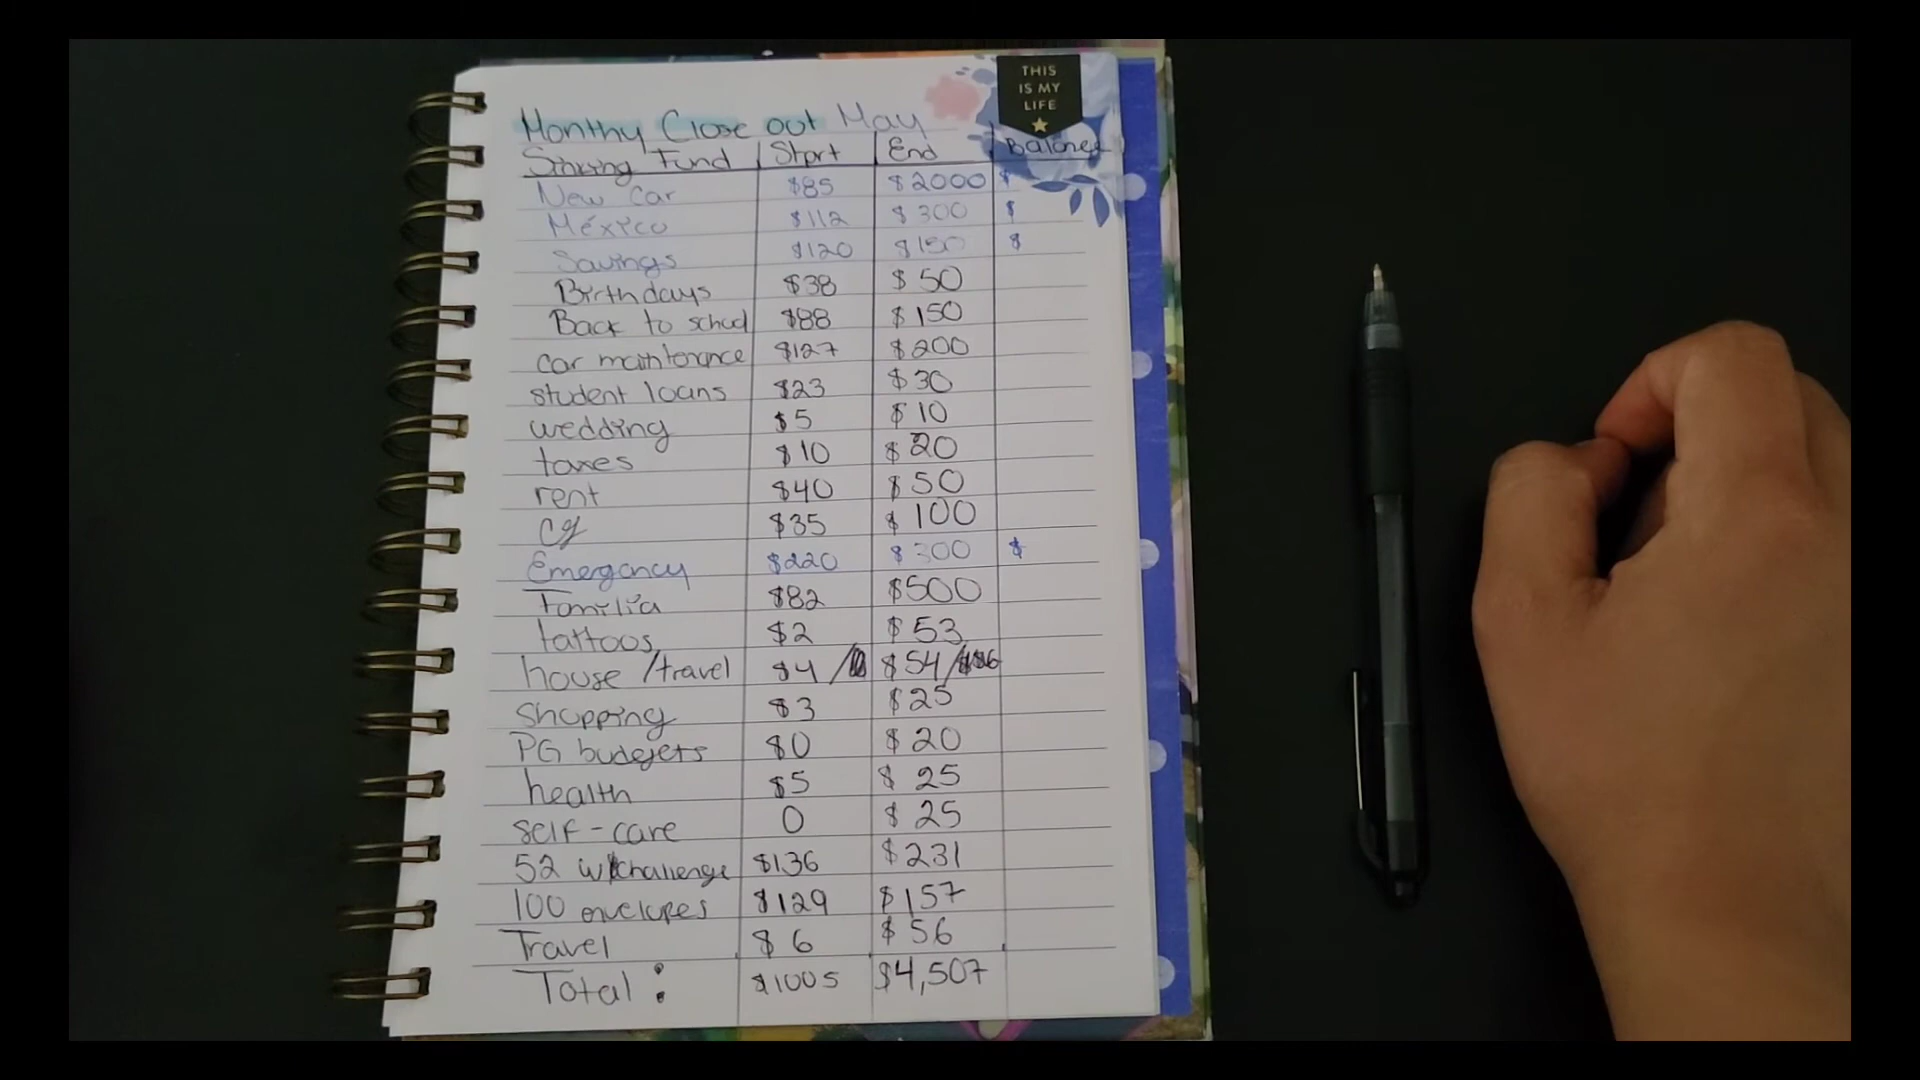 THIS
IS MY
LIFE
Monthy Close out May
Sinking Fund Start End Balance
New Car $85 $2000 $
México $112 $300 $
Savings $120 $150 $
Birthdays $38 $50
Back to school $88 $150
car maintenance $127 $200
student loans $23 $30
wedding $5 $10
taxes $10 $20
rent $40 $50
$35 $100
Emergency $220 $300 $
Familia $82 $500
tattoos $2 $53
house/travel $4 / $54/
shopping $3 $25
PG budgets $0 $20
health $5 $25
self-care 0 $25
52 wkchallenge $136 $231
100 envelopes $129 $157
Travel $6 $56
Total: $1005 $4,507